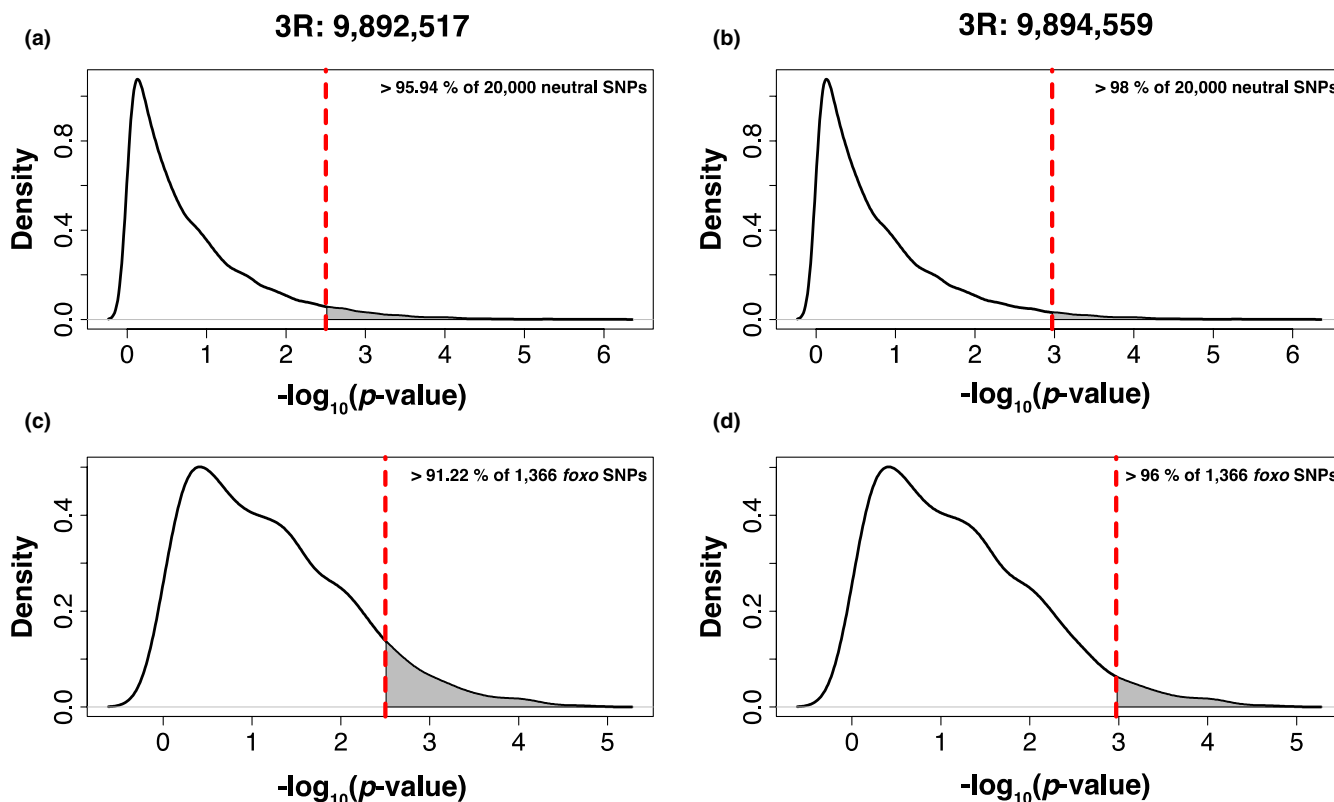 3R: 9,892,517
3R: 9,894,559
(a)
> 95.94 % of 20,000 neutral SNPs
Density
0.0 0.4 0.8
0 1 2 3 4 5 6
-log10(p-value)
(b)
> 98 % of 20,000 neutral SNPs
Density
0.0 0.4 0.8
0 1 2 3 4 5 6
-log10(p-value)
(c)
> 91.22 % of 1,366 foxo SNPs
Density
0.0 0.2 0.4
0 1 2 3 4 5
-log10(p-value)
(d)
> 96 % of 1,366 foxo SNPs
Density
0.0 0.2 0.4
0 1 2 3 4 5
-log10(p-value)